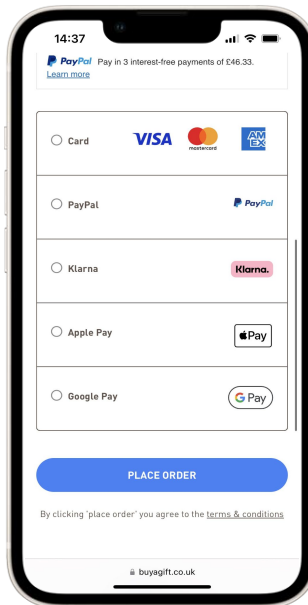 14:37
PayPal Pay in 3 interest-free payments of £46.33.
Learn more
Card VISA mastercard AM EX
PayPal PayPal
Klarna Klarna.
Apple Pay Pay
Google Pay G Pay
PLACE ORDER
By clicking 'place order' you agree to the terms & conditions
buyagift.co.uk